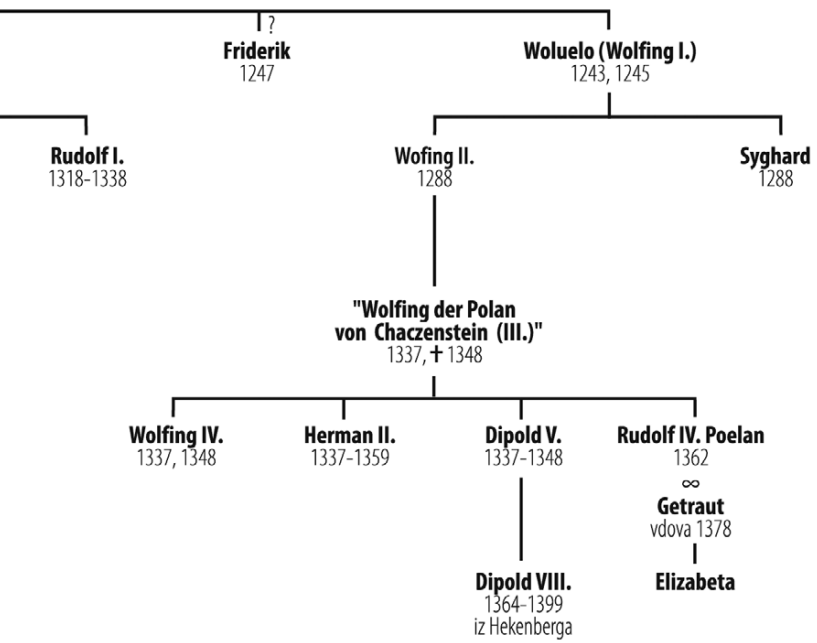 ?
Friderik
1247
Woluelo (Wolfing I.)
1243, 1245
Rudolf I.
1318-1338
Wofing II.
1288
Syghard
1288
"Wolfing der Polan
von Chaczenstein (III.)"
1337, ✝ 1348
Wolfing IV.
1337, 1348
Herman II.
1337-1359
Dipold V.
1337-1348
Rudolf IV. Poelan
1362
∞
Getraut
vdova 1378
Dipold VIII.
1364-1399
iz Hekenberga
Elizabeta